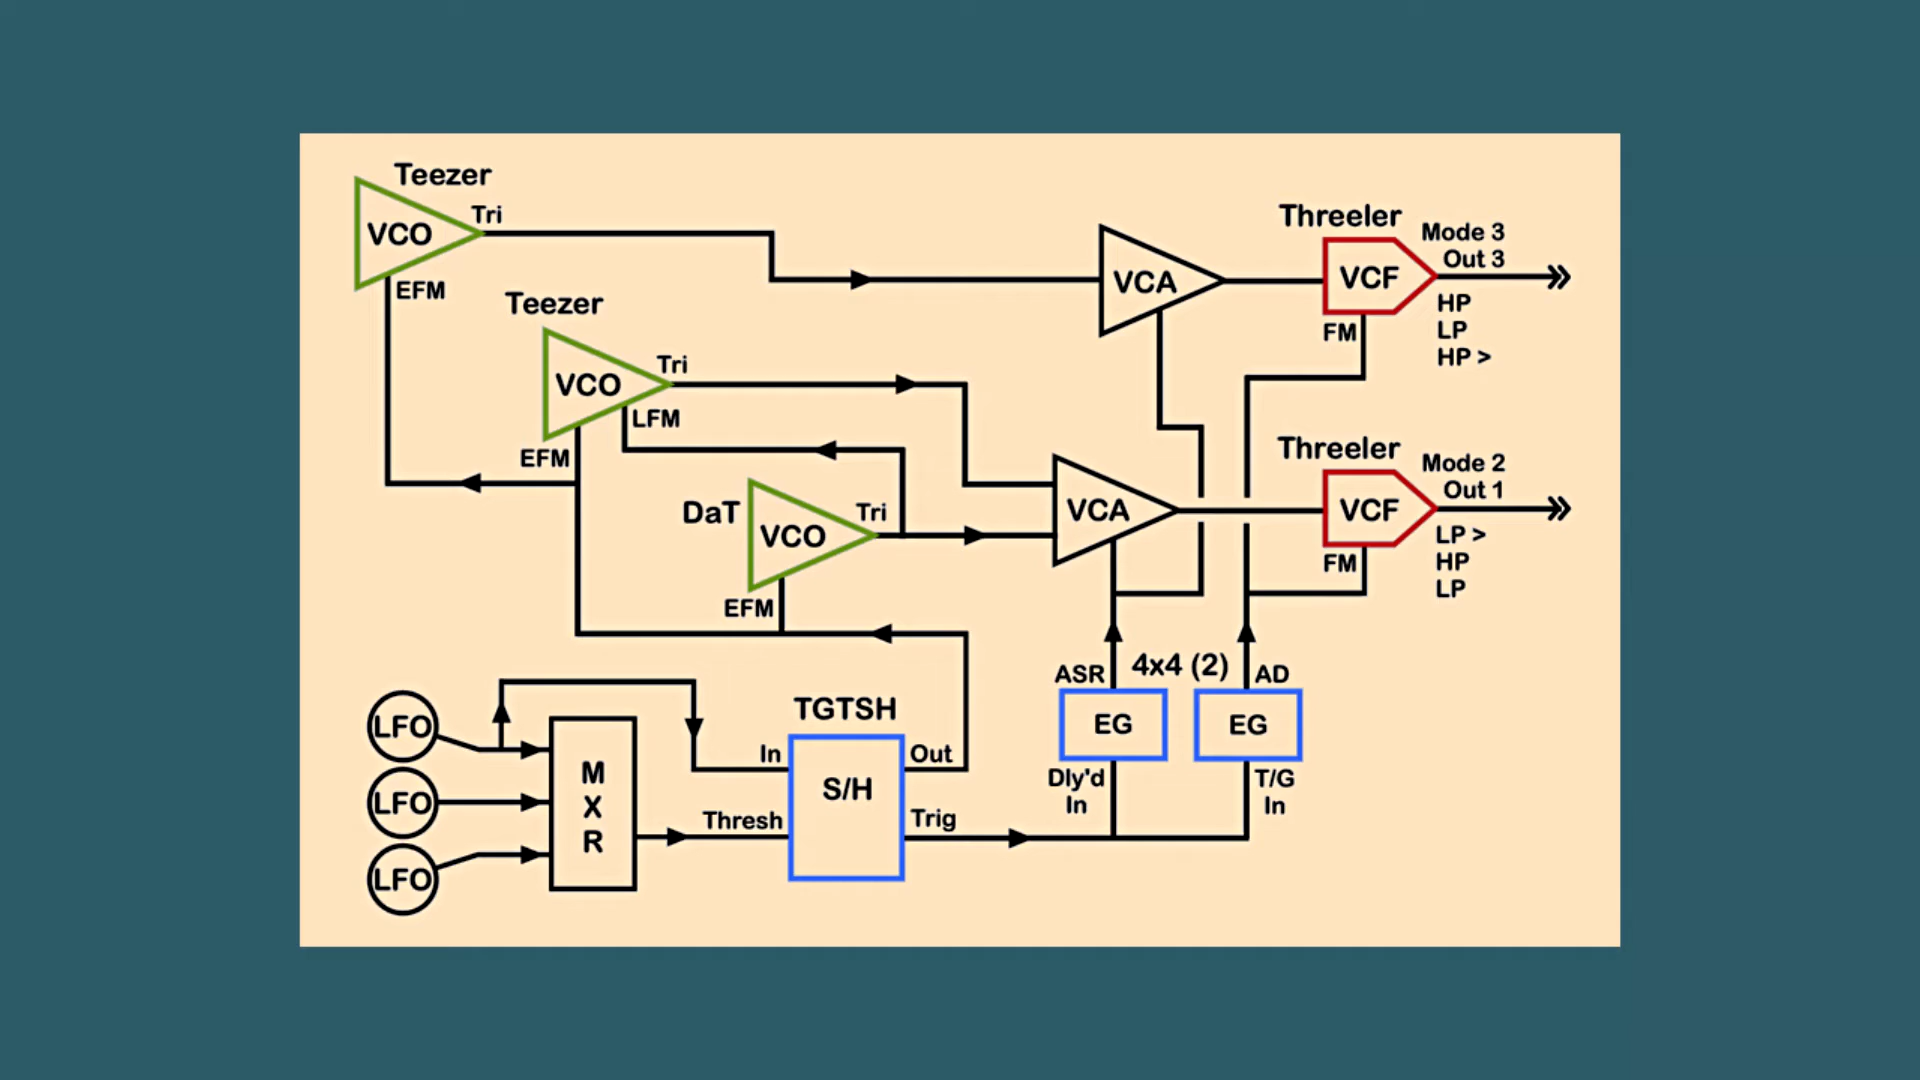 Teezer
VCO
Tri
EFM
Teezer
VCO
Tri
LFM
EFM
DaT
VCO
Tri
EFM
VCA
Threeler
VCF
FM
Mode 3
Out 3
HP
LP
HP >
VCA
Threeler
VCF
FM
Mode 2
Out 1
LP >
HP
LP
LFO
LFO
LFO
M
X
R
TGTSH
In
Out
S/H
Thresh
Trig
ASR
4x4 (2)
AD
EG
EG
Dly'd
In
T/G
In